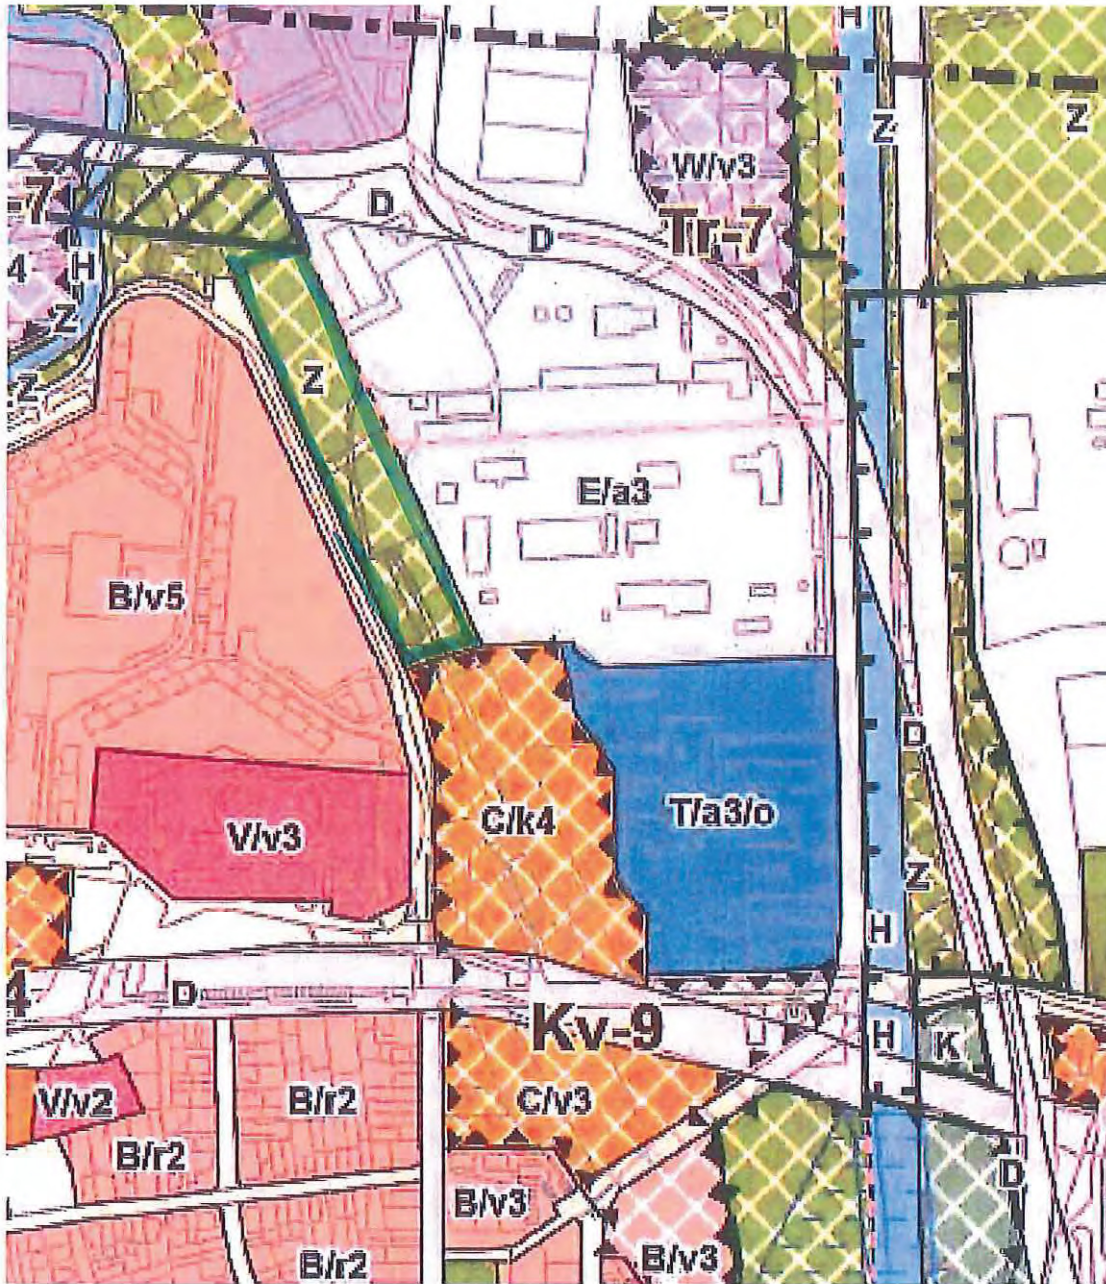 H
Z
Z
W/v3
-7
D
Tr-7
D
4
H
Z
Z
Z
E/a3
B/v5
D
V/v3
C/k4
T/a3/o
Z
H
D
4
Kv-9
H
K
V/v2
B/r2
C/v3
B/r2
D
B/v3
B/v3
B/r2